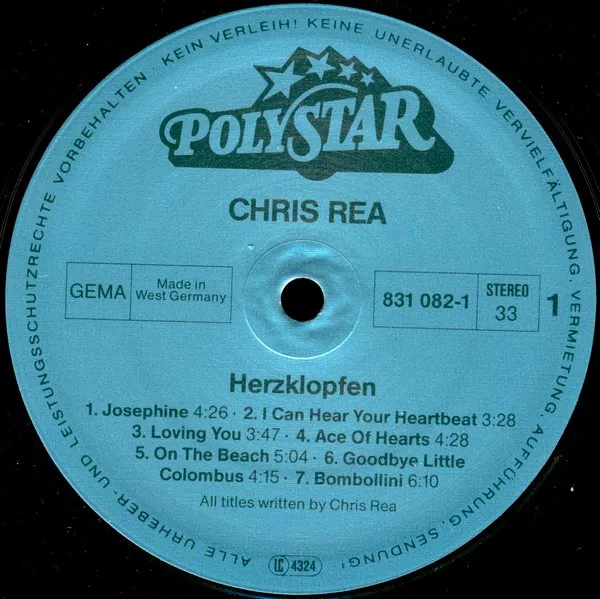 ALLE URHEBER- UND LEISTUNGSSCHUTZRECHTE VORBEHALTEN · KEIN VERLEIH! KEINE UNERLAUBTE VERVIELFÄLTIGUNG, VERMIETUNG, AUFFÜHRUNG, SENDUNG!
POLYSTAR
CHRIS REA
GEMA
Made in
West Germany
831 082-1
STEREO
33
1
Herzklopfen
1. Josephine 4:26 · 2. I Can Hear Your Heartbeat 3:28
3. Loving You 3:47 · 4. Ace Of Hearts 4:28
5. On The Beach 5:04 · 6. Goodbye Little
Colombus 4:15 · 7. Bombollini 6:10
All titles written by Chris Rea
LC 4324